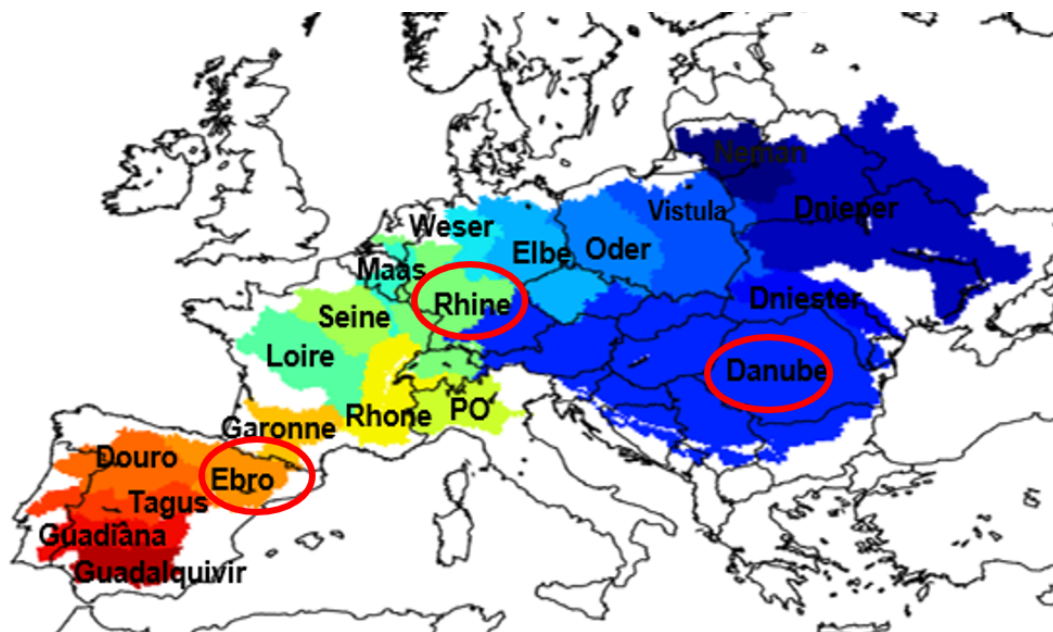 Neman
Dnieper
Vistula
Weser
Elbe
Oder
Maas
Rhine
Dniester
Seine
Loire
Danube
Rhone
PO
Garonne
Douro
Ebro
Tagus
Guadiana
Guadalquivir